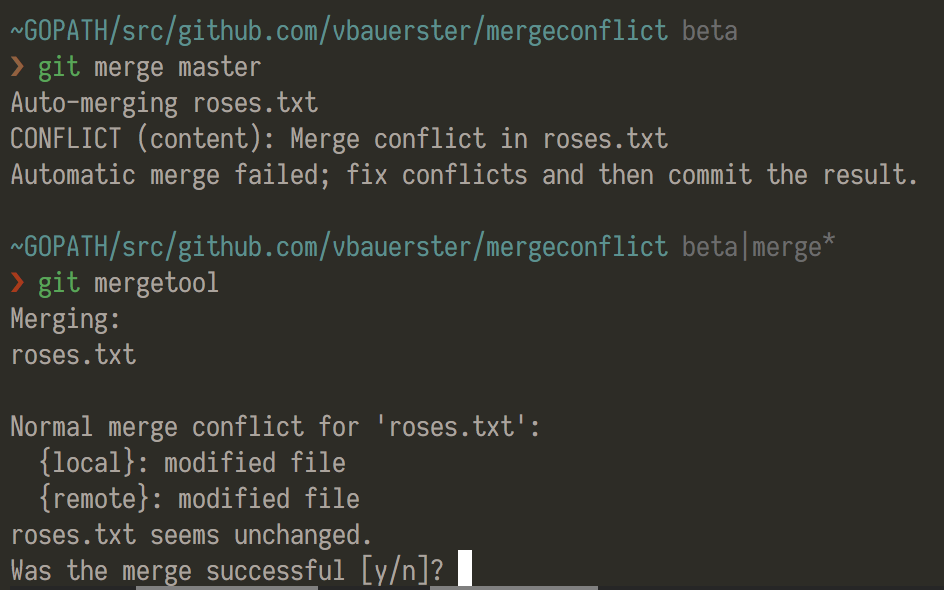 ~GOPATH/src/github.com/vbauerster/mergeconflict beta
❯ git merge master
Auto-merging roses.txt
CONFLICT (content): Merge conflict in roses.txt
Automatic merge failed; fix conflicts and then commit the result.
~GOPATH/src/github.com/vbauerster/mergeconflict beta|merge*
❯ git mergetool
Merging:
roses.txt
Normal merge conflict for 'roses.txt':
  {local}: modified file
  {remote}: modified file
roses.txt seems unchanged.
Was the merge successful [y/n]?